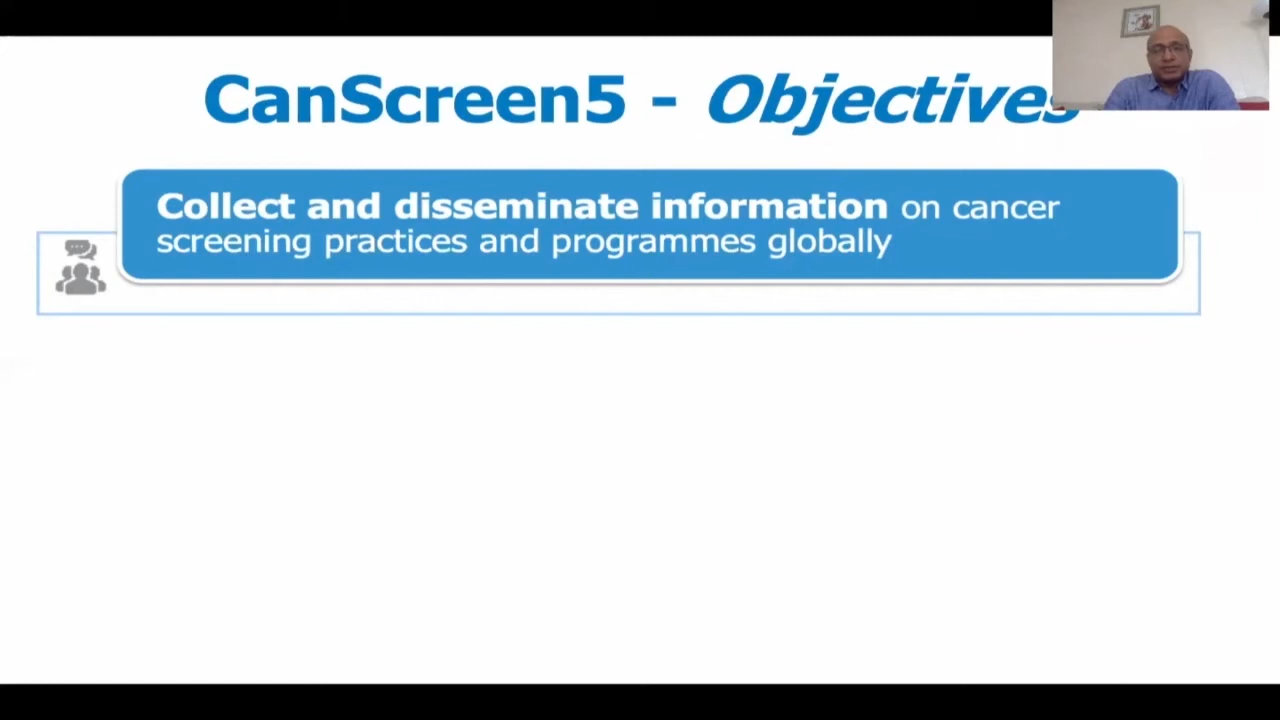 CanScreen5 - Objectives
Collect and disseminate information on cancer
screening practices and programmes globally